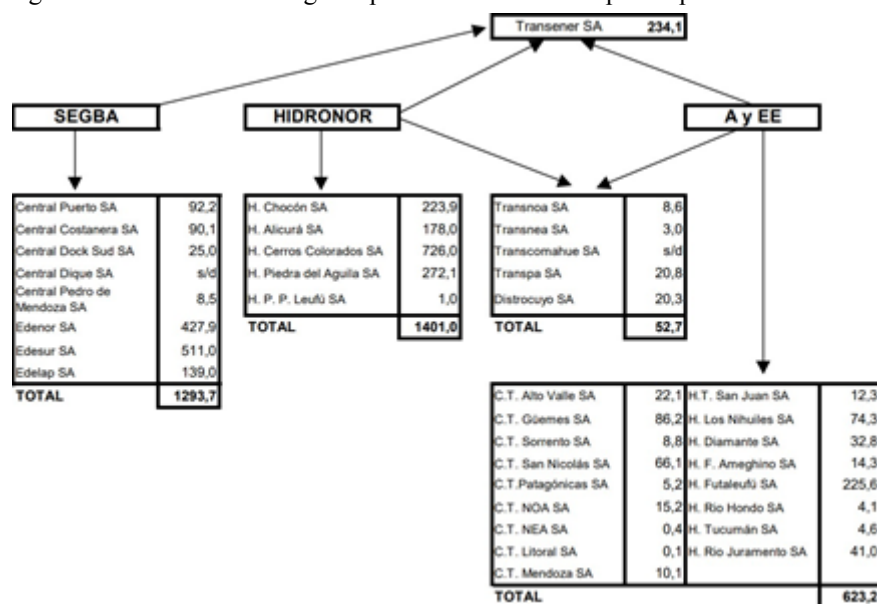 Transener SA 234,1
SEGBA
HIDRONOR
A y EE
Central Puerto SA 92,2
Central Costanera SA 90,1
Central Dock Sud SA 25,0
Central Dique SA s/d
Central Pedro de
Mendoza SA 8,5
Edenor SA 427,9
Edesur SA 511,0
Edelap SA 139,0
TOTAL 1293,7
H. Chocón SA 223,9
H. Alicurá SA 178,0
H. Cerros Colorados SA 726,0
H. Piedra del Aguila SA 272,1
H. P. P. Leufú SA 1,0
TOTAL 1401,0
Transnoa SA 8,6
Transnea SA 3,0
Transcomahue SA s/d
Transpa SA 20,8
Distrocuyo SA 20,3
TOTAL 52,7
C.T. Alto Valle SA 22,1 H.T. San Juan SA 12,3
C.T. Güemes SA 86,2 H. Los Nihuiles SA 74,3
C.T. Sorrento SA 8,8 H. Diamante SA 32,8
C.T. San Nicolás SA 66,1 H. F. Ameghino SA 14,3
C.T.Patagónicas SA 5,2 H. Futaleufú SA 225,6
C.T. NOA SA 15,2 H. Rio Hondo SA 4,1
C.T. NEA SA 0,4 H. Tucumán SA 4,6
C.T. Litoral SA 0,1 H. Rio Juramento SA 41,0
C.T. Mendoza SA 10,1
TOTAL 623,2